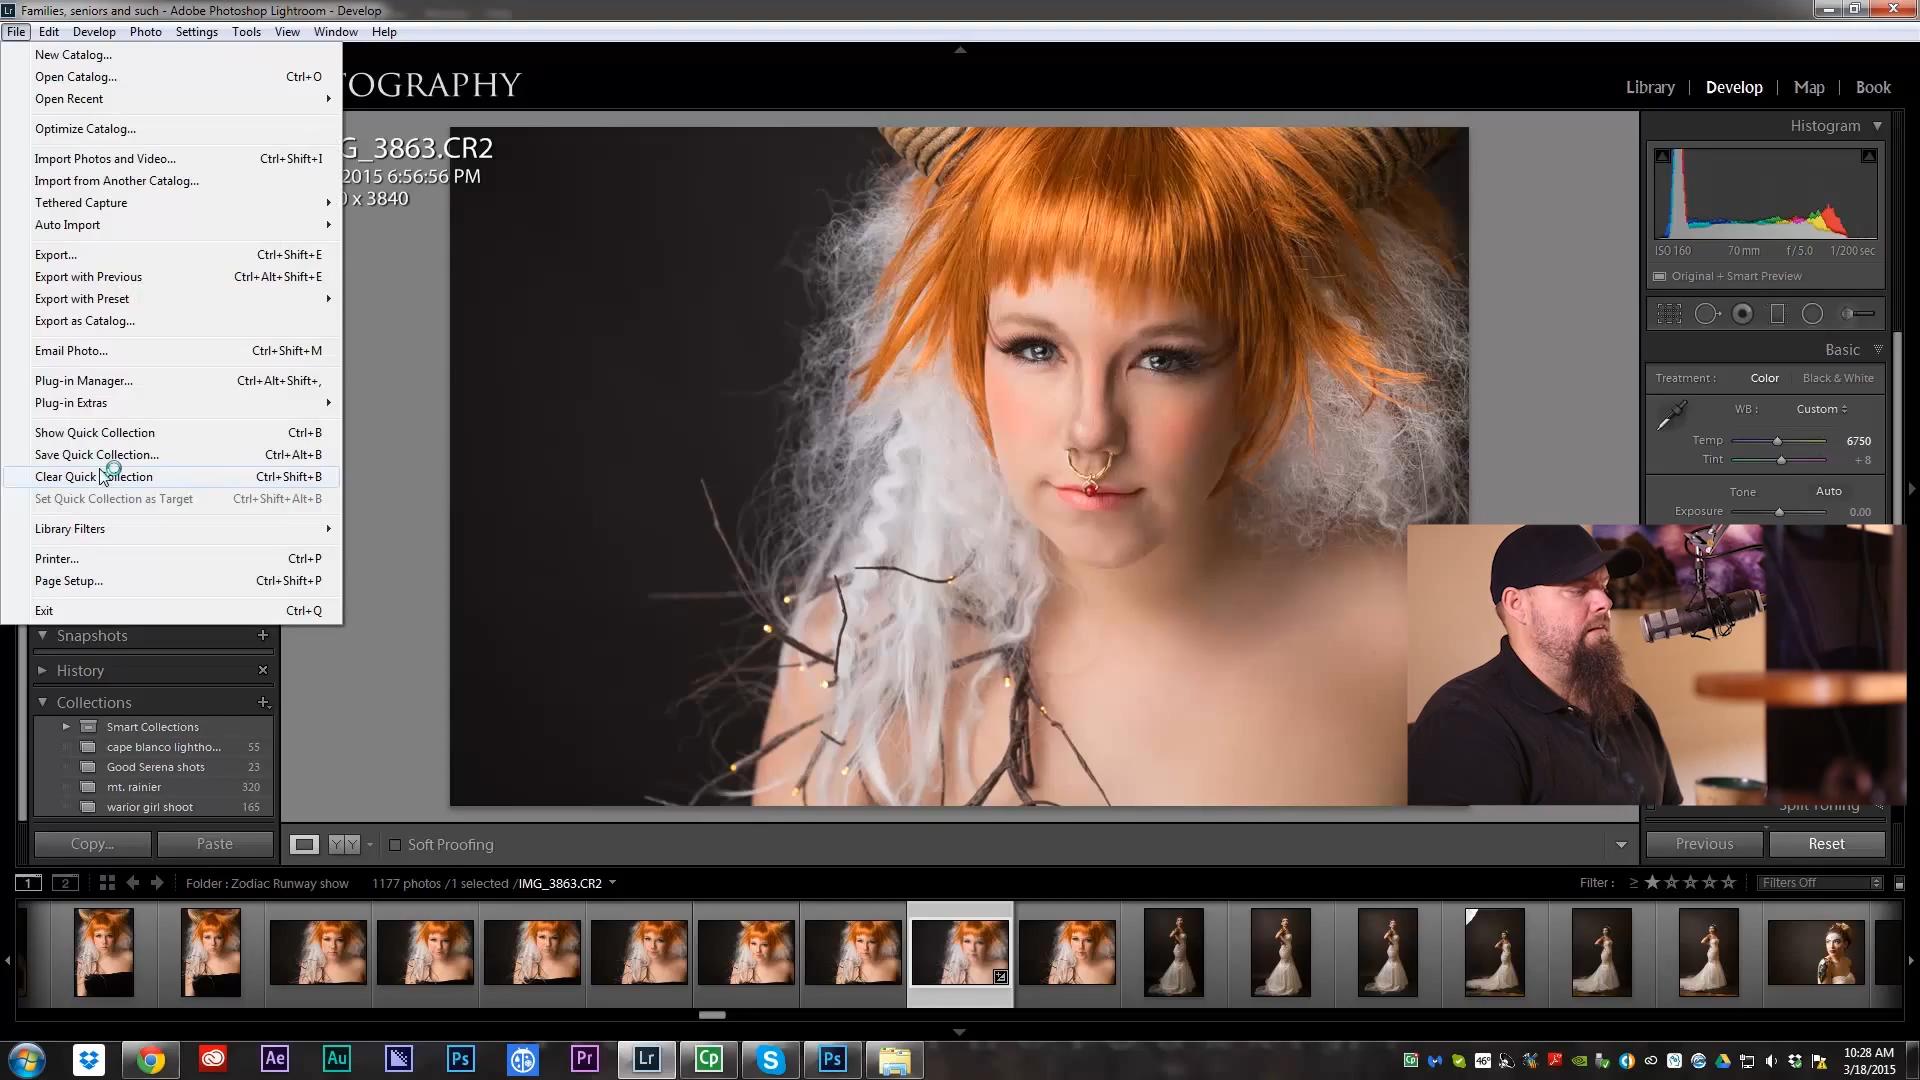 Lr Families, seniors and such - Adobe Photoshop Lightroom - Develop
File Edit Develop Photo Settings Tools View Window Help
New Catalog...
Open Catalog... Ctrl+O
Open Recent
Optimize Catalog...
Import Photos and Video... Ctrl+Shift+I
Import from Another Catalog...
Tethered Capture
Auto Import
Export... Ctrl+Shift+E
Export with Previous Ctrl+Alt+Shift+E
Export with Preset
Export as Catalog...
Email Photo... Ctrl+Shift+M
Plug-in Manager... Ctrl+Alt+Shift+,
Plug-in Extras
Show Quick Collection Ctrl+B
Save Quick Collection... Ctrl+Alt+B
Clear Quick Collection Ctrl+Shift+B
Set Quick Collection as Target Ctrl+Shift+Alt+B
Library Filters
Printer... Ctrl+P
Page Setup... Ctrl+Shift+P
Exit Ctrl+Q
TOGRAPHY
Library | Develop | Map | Book
G_3863.CR2
2015 6:56:56 PM
0 x 3840
Histogram
ISO 160 70 mm f / 5.0 1/200 sec
Original + Smart Preview
Basic
Treatment : Color Black & White
WB : Custom
Temp 6750
Tint + 8
Tone Auto
Exposure 0.00
Split Toning
Snapshots +
History
Collections +
Smart Collections
cape blanco lightho... 55
Good Serena shots 23
mt. rainier 320
warior girl shoot 165
Copy... Paste
YY Soft Proofing
Previous Reset
1 2 Folder : Zodiac Runway show 1177 photos / 1 selected / IMG_3863.CR2
Filter : ≥ Filters Off
Ae Au Ps Pr Lr Cp S Ps
Cp 46° 10:28 AM
3/18/2015